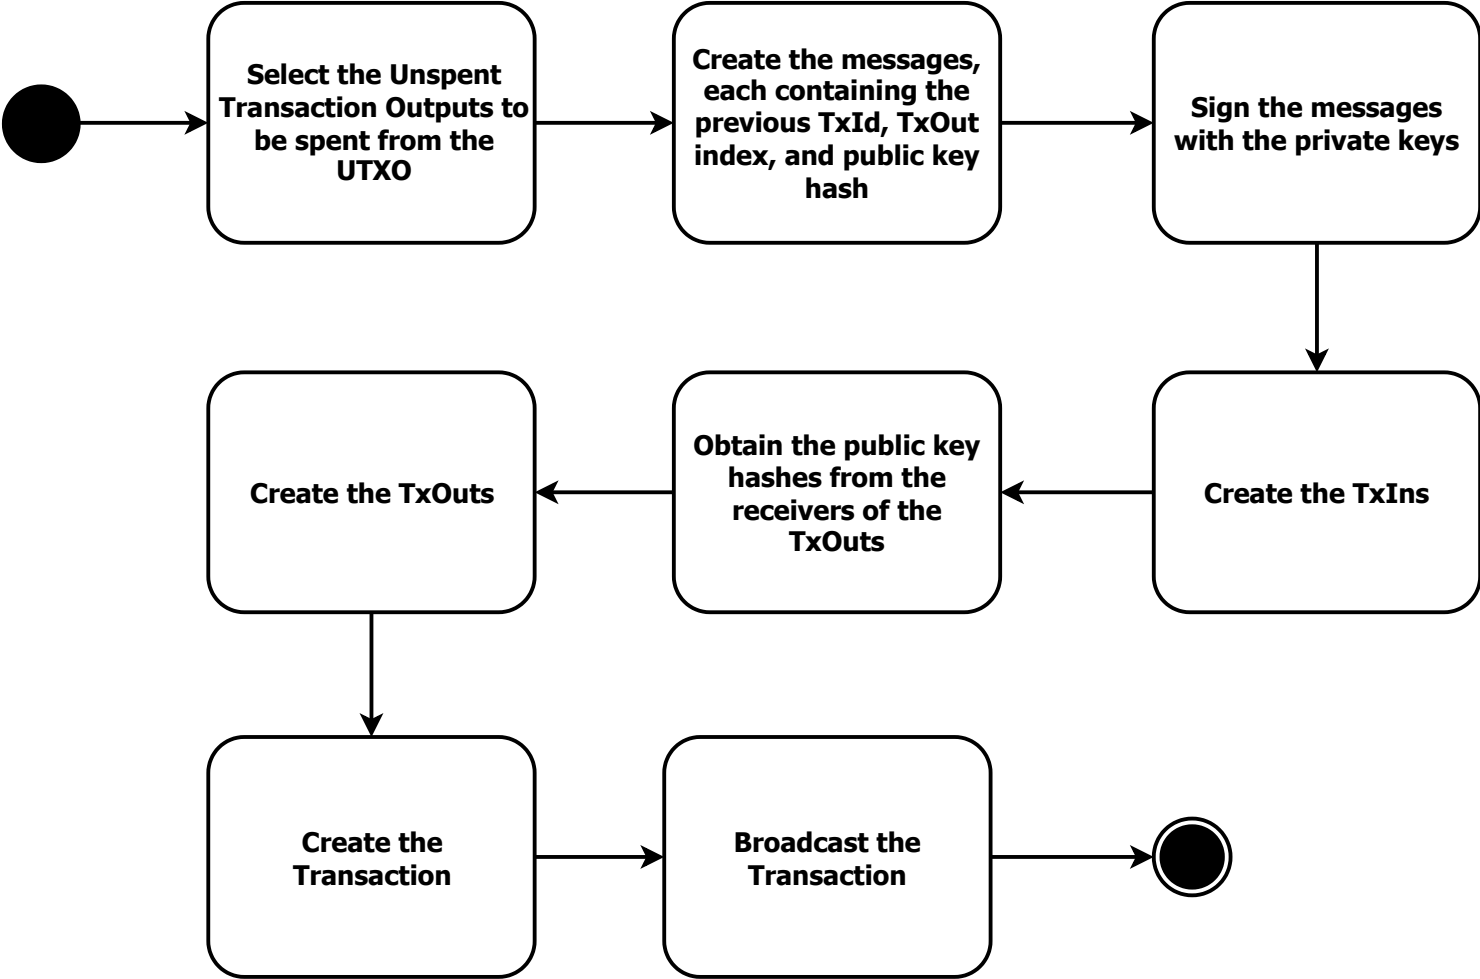 Select the Unspent
Transaction Outputs to
be spent from the
UTXO
Create the messages,
each containing the
previous TxId, TxOut
index, and public key
hash
Sign the messages
with the private keys
Create the TxIns
Obtain the public key
hashes from the
receivers of the
TxOuts
Create the TxOuts
Create the
Transaction
Broadcast the
Transaction